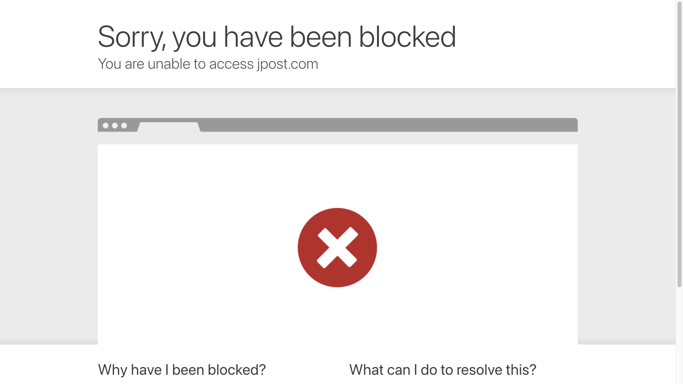 Sorry, you have been blocked
You are unable to access jpost.com
Why have I been blocked?
What can I do to resolve this?